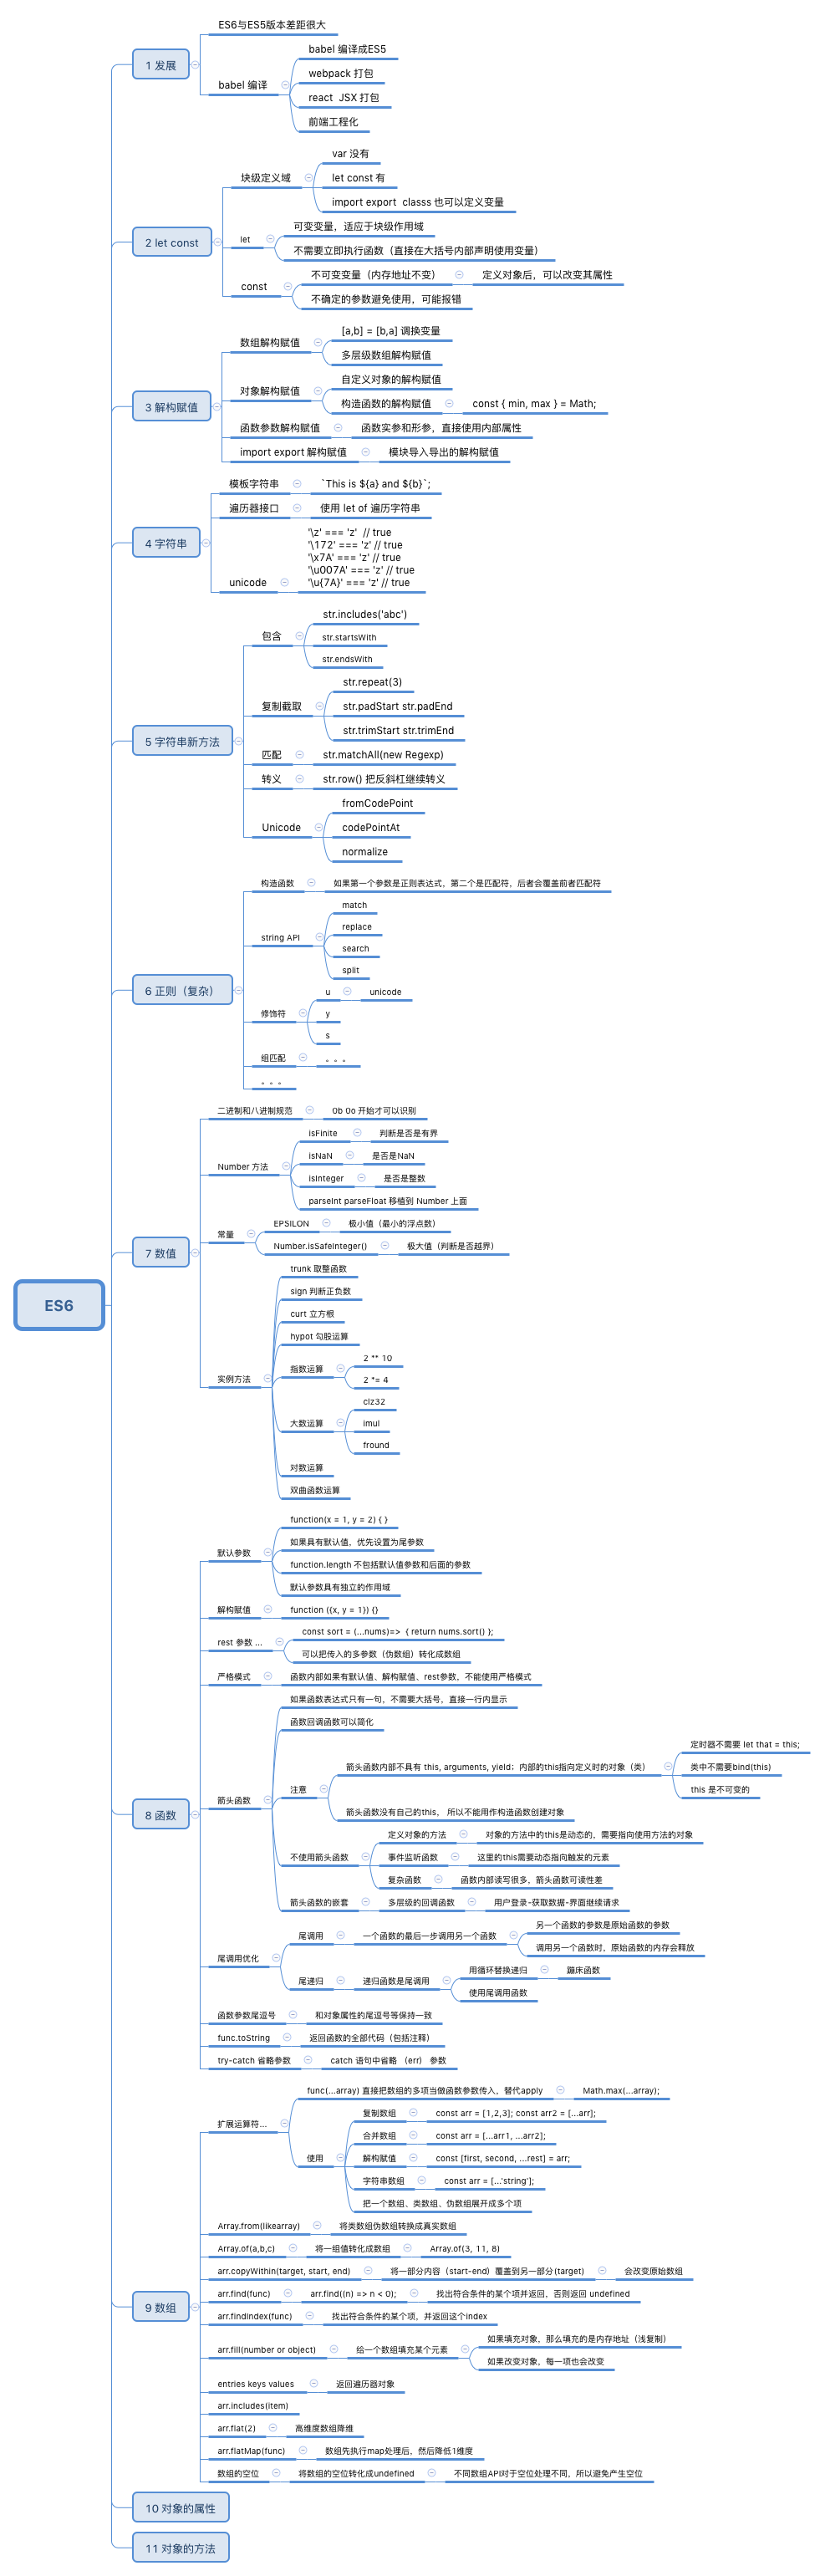 ES6
1 发展
ES6与ES5版本差距很大
babel 编译
babel 编译成ES5
webpack 打包
react  JSX 打包
前端工程化
2 let const
块级定义域
var 没有
let const 有
import export  classs 也可以定义变量
let
可变变量，适应于块级作用域
不需要立即执行函数（直接在大括号内部声明使用变量）
const
不可变变量（内存地址不变）
定义对象后，可以改变其属性
不确定的参数避免使用，可能报错
3 解构赋值
数组解构赋值
[a,b] = [b,a] 调换变量
多层级数组解构赋值
对象解构赋值
自定义对象的解构赋值
构造函数的解构赋值
const { min, max } = Math;
函数参数解构赋值
函数实参和形参，直接使用内部属性
import export 解构赋值
模块导入导出的解构赋值
4 字符串
模板字符串
`This is ${a} and ${b}`;
遍历器接口
使用 let of 遍历字符串
unicode
'\z' === 'z'  // true
'\172' === 'z' // true
'\x7A' === 'z' // true
'\u007A' === 'z' // true
'\u{7A}' === 'z' // true
5 字符串新方法
包含
str.includes('abc')
str.startsWith
str.endsWith
复制截取
str.repeat(3)
str.padStart str.padEnd
str.trimStart str.trimEnd
匹配
str.matchAll(new Regexp)
转义
str.row() 把反斜杠继续转义
Unicode
fromCodePoint
codePointAt
normalize
6 正则（复杂）
构造函数
如果第一个参数是正则表达式，第二个是匹配符，后者会覆盖前者匹配符
string API
match
replace
search
split
修饰符
u
unicode
y
s
组匹配
。。。
。。。
7 数值
二进制和八进制规范
0b 0o 开始才可以识别
Number 方法
isFinite
判断是否是有界
isNaN
是否是NaN
isInteger
是否是整数
parseInt parseFloat 移植到 Number 上面
常量
EPSILON
极小值（最小的浮点数）
Number.isSafeInteger()
极大值（判断是否越界）
实例方法
trunk 取整函数
sign 判断正负数
curt 立方根
hypot 勾股运算
指数运算
2 ** 10
2 *= 4
大数运算
clz32
imul
fround
对数运算
双曲函数运算
8 函数
默认参数
function(x = 1, y = 2) { }
如果具有默认值，优先设置为尾参数
function.length 不包括默认值参数和后面的参数
默认参数具有独立的作用域
解构赋值
function ({x, y = 1}) {}
rest 参数 ...
const sort = (...nums)=>  { return nums.sort() };
可以把传入的多参数（伪数组）转化成数组
严格模式
函数内部如果有默认值、解构赋值、rest参数，不能使用严格模式
箭头函数
如果函数表达式只有一句，不需要大括号，直接一行内显示
函数回调函数可以简化
注意
箭头函数内部不具有 this, arguments, yield；内部的this指向定义时的对象（类）
定时器不需要 let that = this;
类中不需要bind(this)
this 是不可变的
箭头函数没有自己的this， 所以不能用作构造函数创建对象
不使用箭头函数
定义对象的方法
对象的方法中的this是动态的，需要指向使用方法的对象
事件监听函数
这里的this需要动态指向触发的元素
复杂函数
函数内部读写很多，箭头函数可读性差
箭头函数的嵌套
多层级的回调函数
用户登录-获取数据-界面继续请求
尾调用优化
尾调用
一个函数的最后一步调用另一个函数
另一个函数的参数是原始函数的参数
调用另一个函数时，原始函数的内存会释放
尾递归
递归函数是尾调用
用循环替换递归
蹦床函数
使用尾调用函数
函数参数尾逗号
和对象属性的尾逗号等保持一致
func.toString
返回函数的全部代码（包括注释）
try-catch 省略参数
catch 语句中省略 （err） 参数
9 数组
扩展运算符...
func(...array) 直接把数组的多项当做函数参数传入，替代apply
Math.max(...array);
使用
复制数组
const arr = [1,2,3]; const arr2 = [...arr];
合并数组
const arr = [...arr1, ...arr2];
解构赋值
const [first, second, ...rest] = arr;
字符串数组
const arr = [...'string'];
把一个数组、类数组、伪数组展开成多个项
Array.from(likearray)
将类数组伪数组转换成真实数组
Array.of(a,b,c)
将一组值转化成数组
Array.of(3, 11, 8)
arr.copyWithin(target, start, end)
将一部分内容（start-end）覆盖到另一部分(target)
会改变原始数组
arr.find(func)
arr.find((n) => n < 0);
找出符合条件的某个项并返回，否则返回 undefined
arr.findIndex(func)
找出符合条件的某个项，并返回这个index
arr.fill(number or object)
给一个数组填充某个元素
如果填充对象，那么填充的是内存地址（浅复制）
如果改变对象，每一项也会改变
entries keys values
返回遍历器对象
arr.includes(item)
arr.flat(2)
高维度数组降维
arr.flatMap(func)
数组先执行map处理后，然后降低1维度
数组的空位
将数组的空位转化成undefined
不同数组API对于空位处理不同，所以避免产生空位
10 对象的属性
11 对象的方法